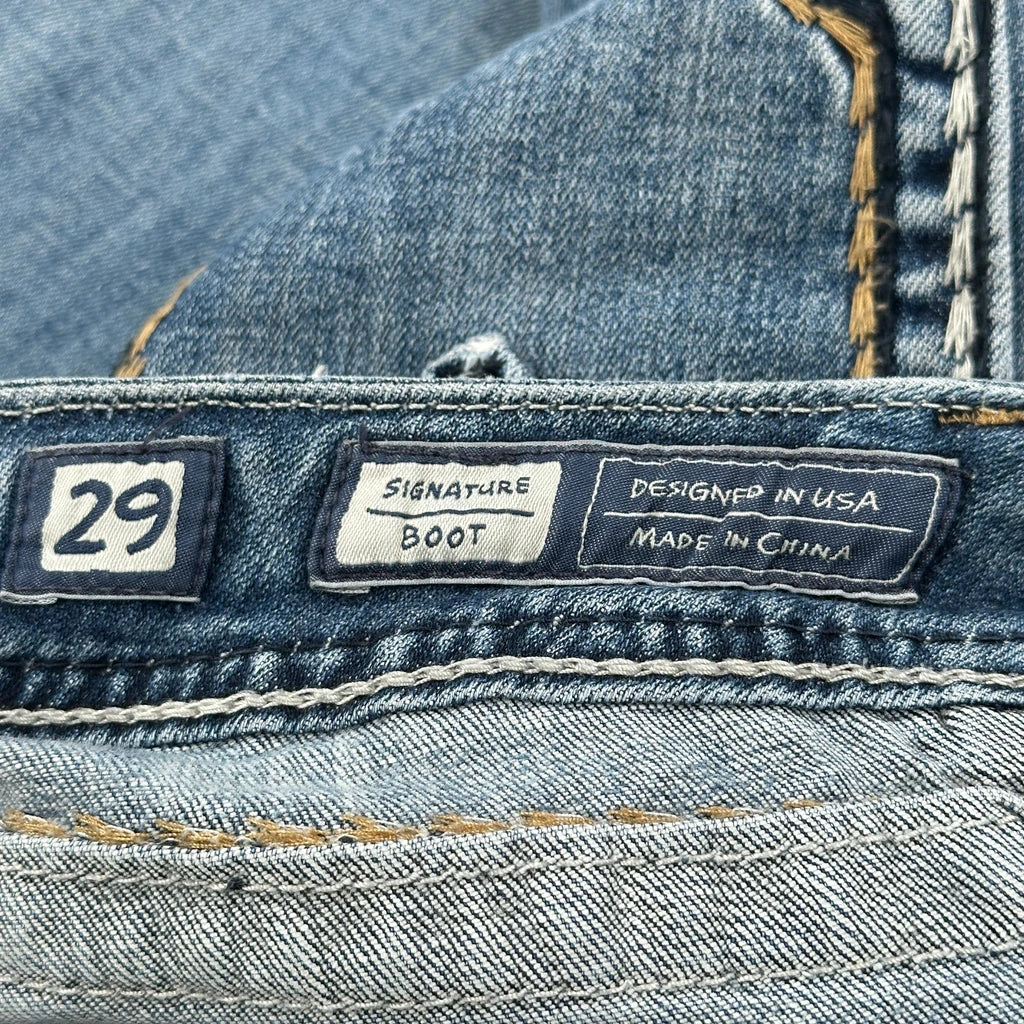 29
SIGNATURE
BOOT
DESIGNED IN USA
MADE IN CHINA